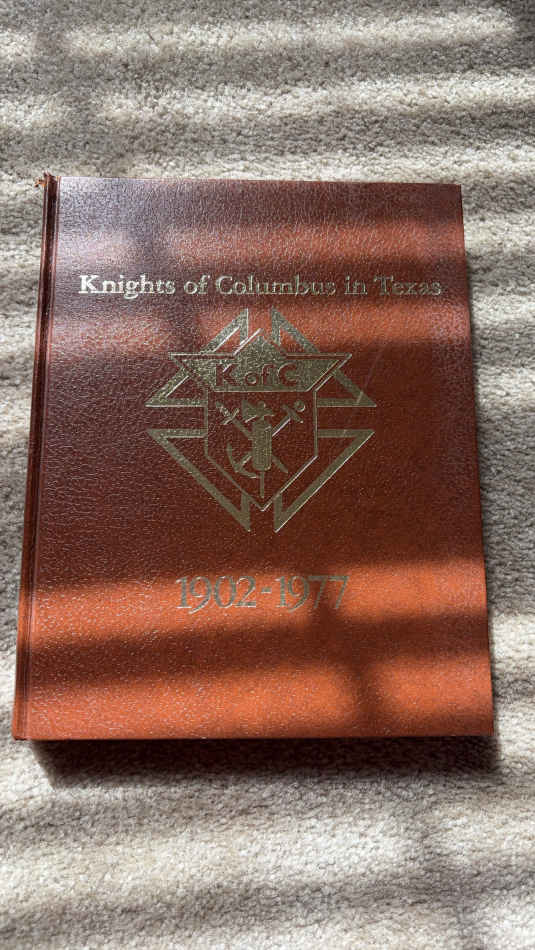 Knights of Columbus in Texas
K of C
1902-1977